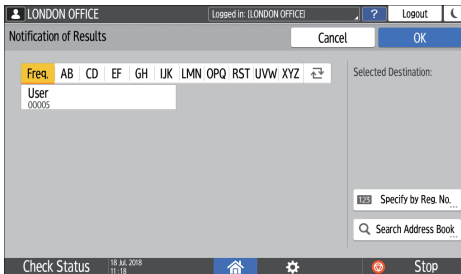 LONDON OFFICE
Logged in: [LONDON OFFICE]
?
Logout
Notification of Results
Cancel
OK
Freq. AB CD EF GH IJK LMN OPQ RST UVW XYZ
Selected Destination:
User
00005
123 Specify by Reg. No.
...
Search Address Book
...
Check Status
18 Jul. 2018
11:18
Stop